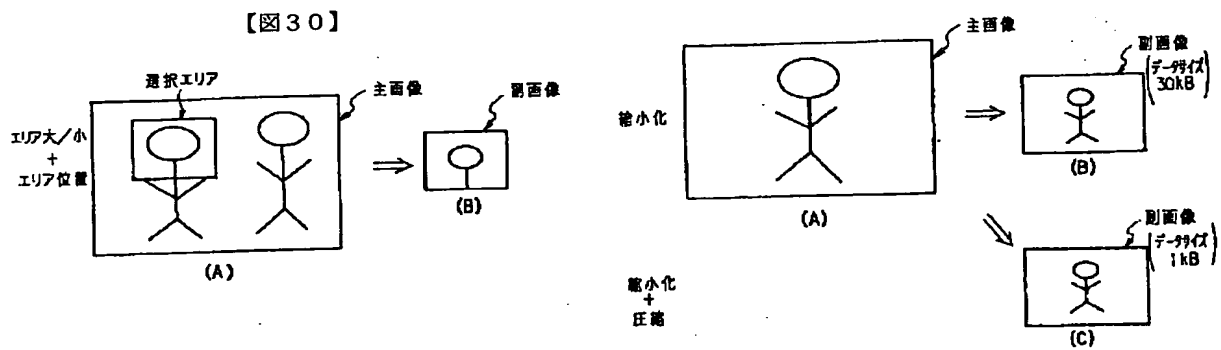 【図30】
選択エリア
主画像
副画像
エリア大／小
+
エリア位置
(A)
(B)
主画像
副画像
(データサイズ
30kB)
縮小化
(A)
(B)
副画像
(データサイズ
1kB)
縮小化
+
圧縮
(C)